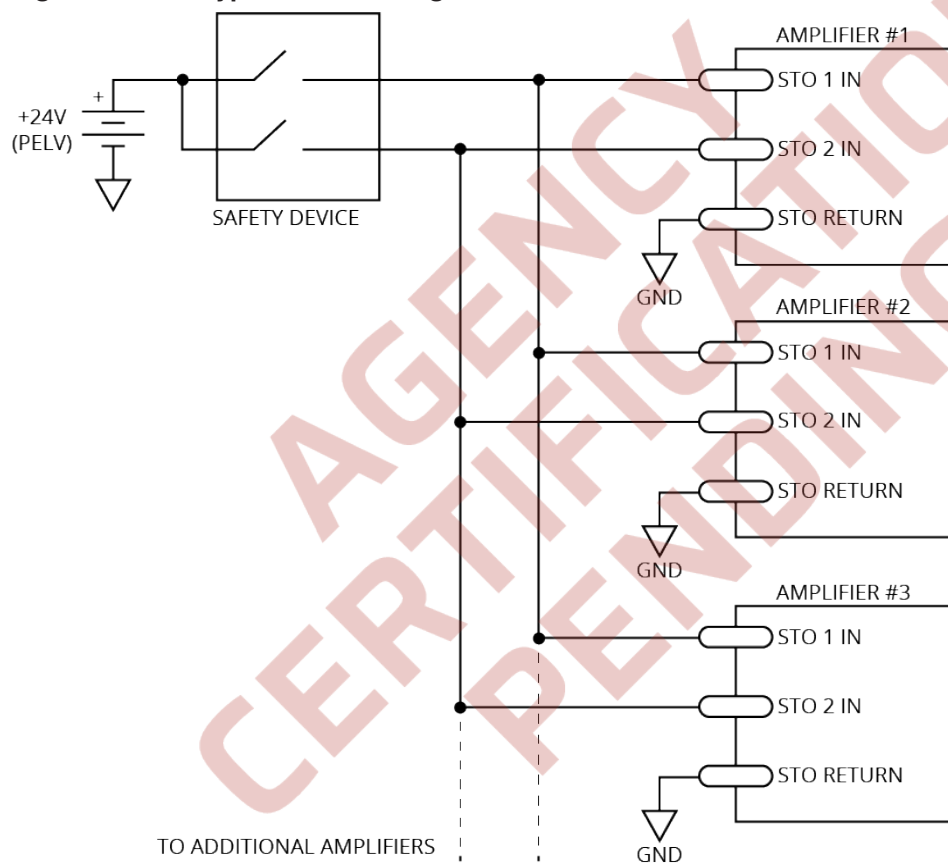 AMPLIFIER #1
+
+24V
(PELV)
STO 1 IN
STO 2 IN
STO RETURN
SAFETY DEVICE
GND
AMPLIFIER #2
STO 1 IN
STO 2 IN
STO RETURN
GND
AMPLIFIER #3
STO 1 IN
STO 2 IN
STO RETURN
GND
TO ADDITIONAL AMPLIFIERS
AGENCY
CERTIFICATION
PENDING